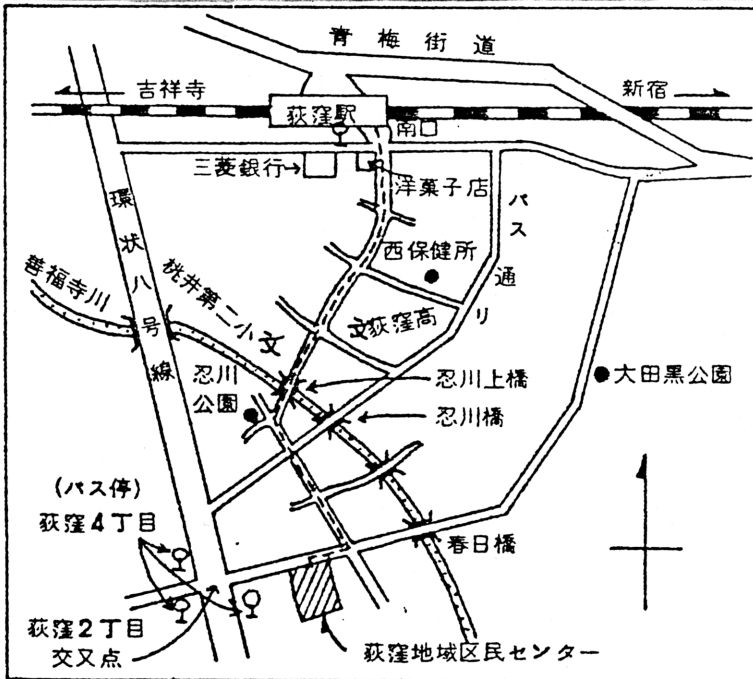 青梅街道
吉祥寺
新宿
荻窪駅
南口
三菱銀行
洋菓子店
環状八号線
バス通り
西保健所
善福寺川
桃井第二小
荻窪高
忍川上橋
忍川橋
忍川
公園
大田黒公園
(バス停)
荻窪4丁目
春日橋
荻窪2丁目
交叉点
荻窪地域区民センター